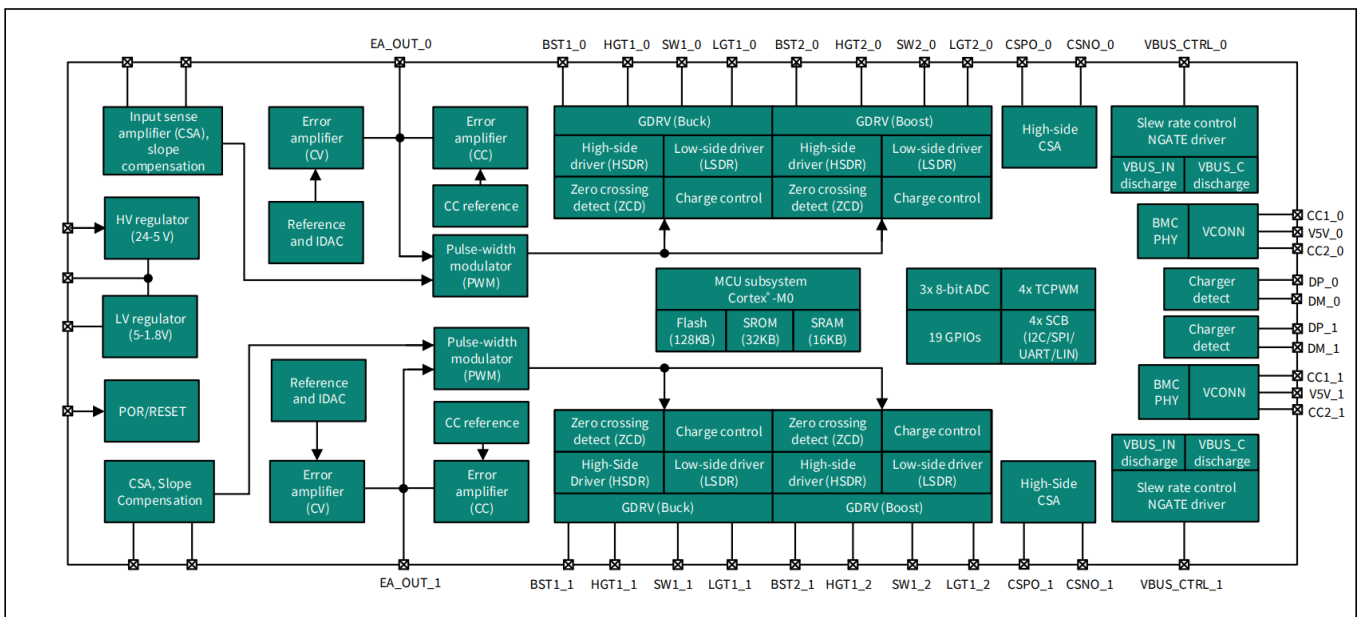 EA_OUT_0
BST1_0 HGT1_0 SW1_0 LGT1_0 BST2_0 HGT2_0 SW2_0 LGT2_0 CSPO_0 CSNO_0 VBUS_CTRL_0
Input sense
amplifier (CSA),
slope
compensation
Error
amplifier
(CV)
Error
amplifier
(CC)
GDRV (Buck)
GDRV (Boost)
High-side
driver (HSDR)
Low-side driver
(LSDR)
High-side
driver (HSDR)
Low-side driver
(LSDR)
Zero crossing
detect (ZCD)
Charge control
Zero crossing
detect (ZCD)
Charge control
High-side
CSA
Slew rate control
NGATE driver
VBUS_IN
discharge
VBUS_C
discharge
HV regulator
(24-5 V)
Reference
and IDAC
CC reference
Pulse-width
modulator
(PWM)
BMC
PHY
VCONN
CC1_0
V5V_0
CC2_0
LV regulator
(5-1.8V)
MCU subsystem
Cortex®-M0
Flash
(128KB)
SROM
(32KB)
SRAM
(16KB)
3x 8-bit ADC
4x TCPWM
19 GPIOs
4x SCB
(I2C/SPI/
UART/LIN)
Charger
detect
DP_0
DM_0
Charger
detect
DP_1
DM_1
Pulse-width
modulator
(PWM)
Reference
and IDAC
CC reference
BMC
PHY
VCONN
CC1_1
V5V_1
CC2_1
POR/RESET
CSA, Slope
Compensation
Error
amplifier
(CV)
Error
amplifier
(CC)
Zero crossing
detect (ZCD)
Charge control
Zero crossing
detect (ZCD)
Charge control
High-Side
Driver (HSDR)
Low-side driver
(LSDR)
High-side
driver (HSDR)
Low-side driver
(LSDR)
GDRV (Buck)
GDRV (Boost)
High-Side
CSA
VBUS_IN
discharge
VBUS_C
discharge
Slew rate control
NGATE driver
EA_OUT_1
BST1_1 HGT1_1 SW1_1 LGT1_1 BST2_1 HGT1_2 SW1_2 LGT1_2 CSPO_1 CSNO_1 VBUS_CTRL_1